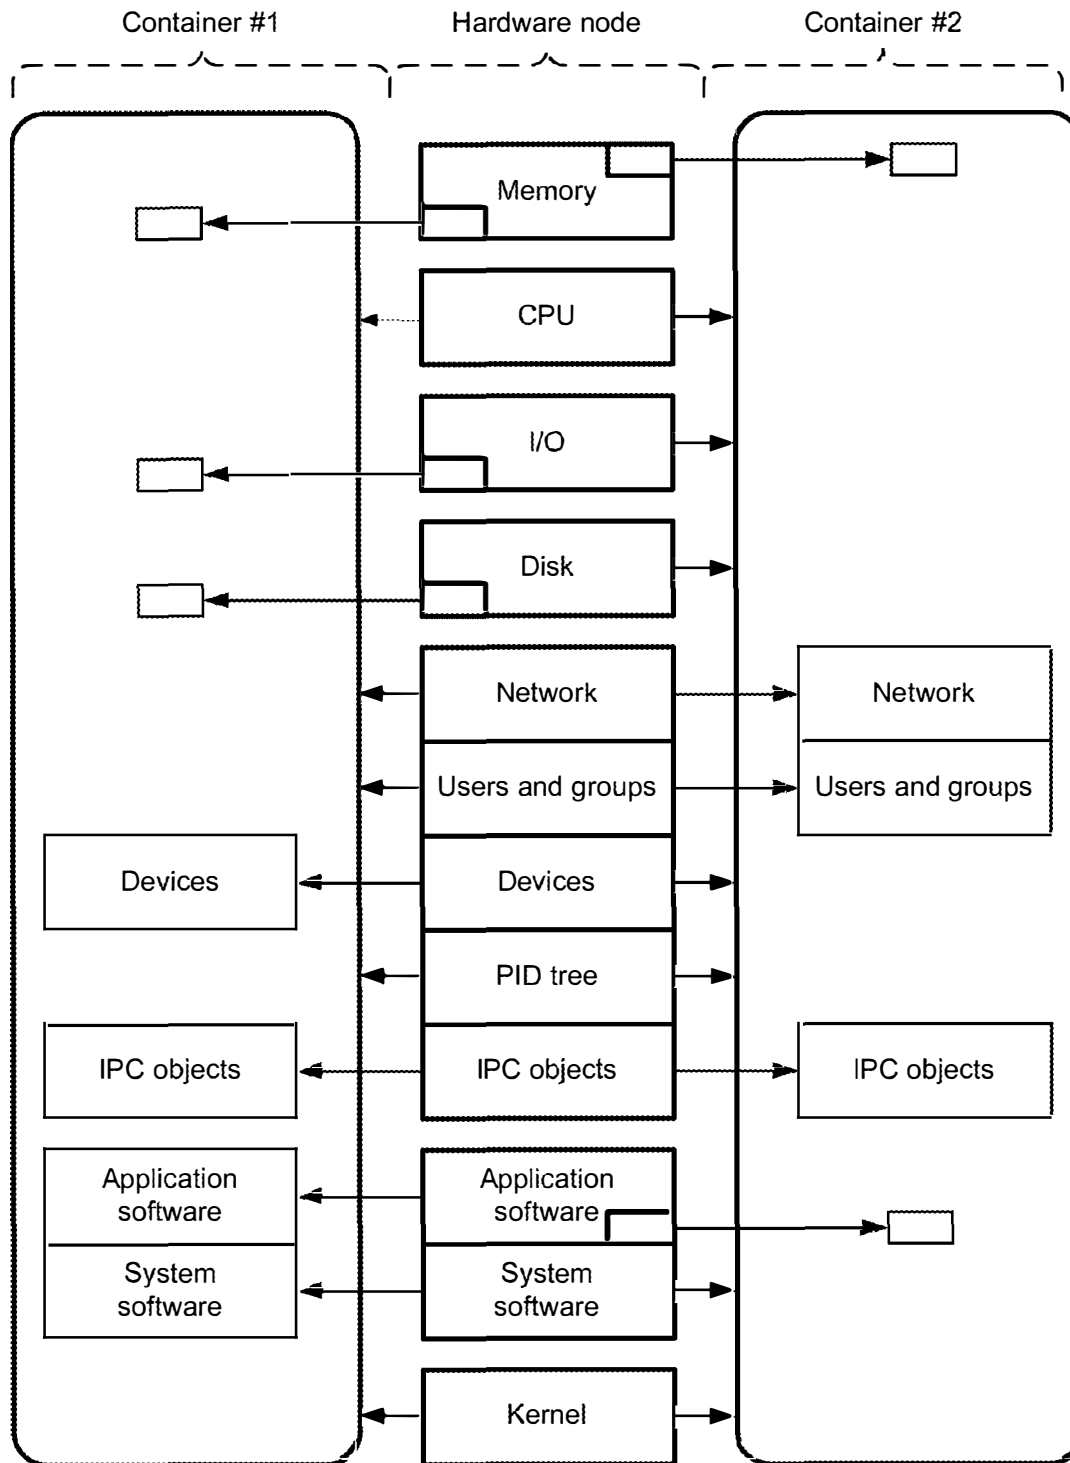 Container #1
Hardware node
Container #2
Memory
CPU
I/O
Disk
Network
Network
Users and groups
Users and groups
Devices
Devices
PID tree
IPC objects
IPC objects
IPC objects
Application
software
Application
software
System
software
System
software
Kernel